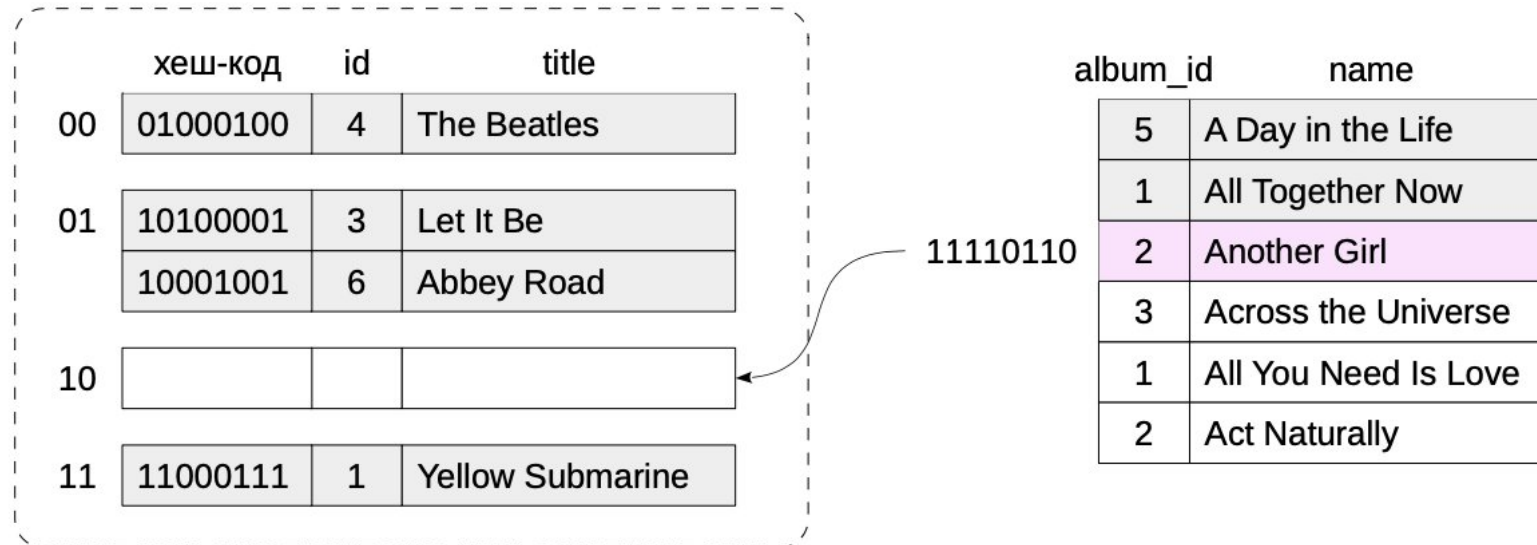 хеш-код id title
00 01000100 4 The Beatles
01 10100001 3 Let It Be
10001001 6 Abbey Road
10
11 11000111 1 Yellow Submarine
album_id name
5 A Day in the Life
1 All Together Now
11110110 2 Another Girl
3 Across the Universe
1 All You Need Is Love
2 Act Naturally